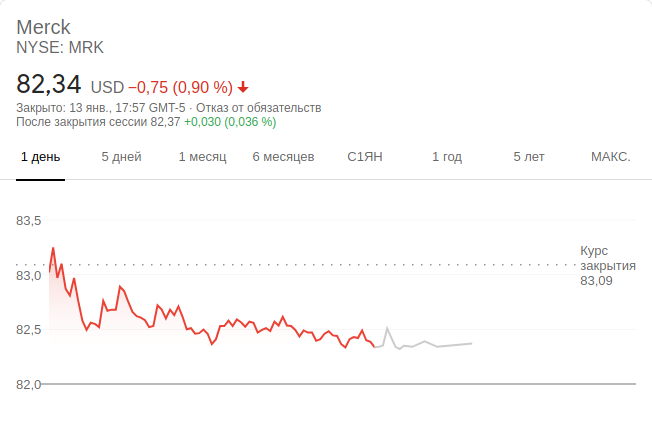 Merck
NYSE: MRK
82,34 USD −0,75 (0,90 %)
Закрыто: 13 янв., 17:57 GMT-5 · Отказ от обязательств
После закрытия сессии 82,37 +0,030 (0,036 %)
1 день 5 дней 1 месяц 6 месяцев С1ЯН 1 год 5 лет МАКС.
83,5
Курс
закрытия
83,09
83,0
82,5
82,0